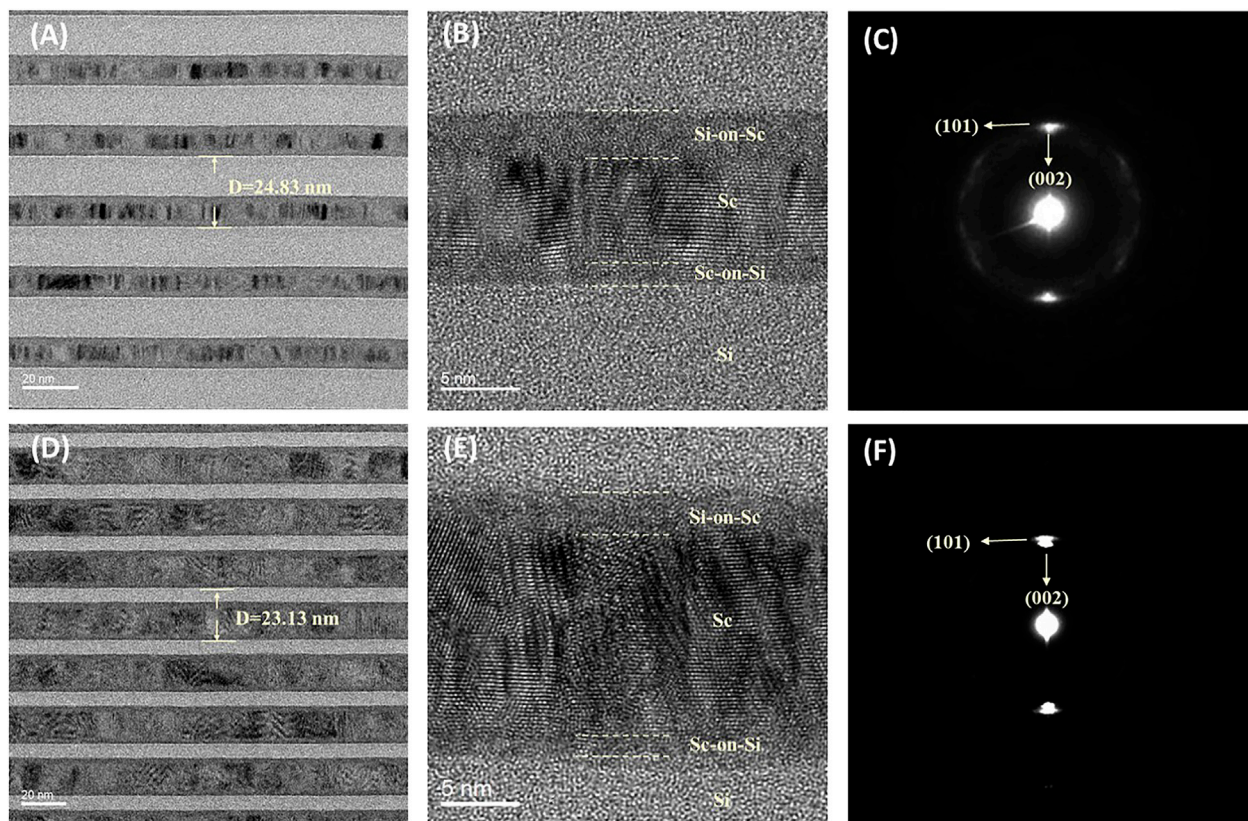 (A)
D=24.83 nm
20 nm
(B)
Si-on-Sc
Sc
Sc-on-Si
Si
5 nm
(C)
(101)
(002)
(D)
D=23.13 nm
20 nm
(E)
Si-on-Sc
Sc
Sc-on-Si
Si
5 nm
(F)
(101)
(002)